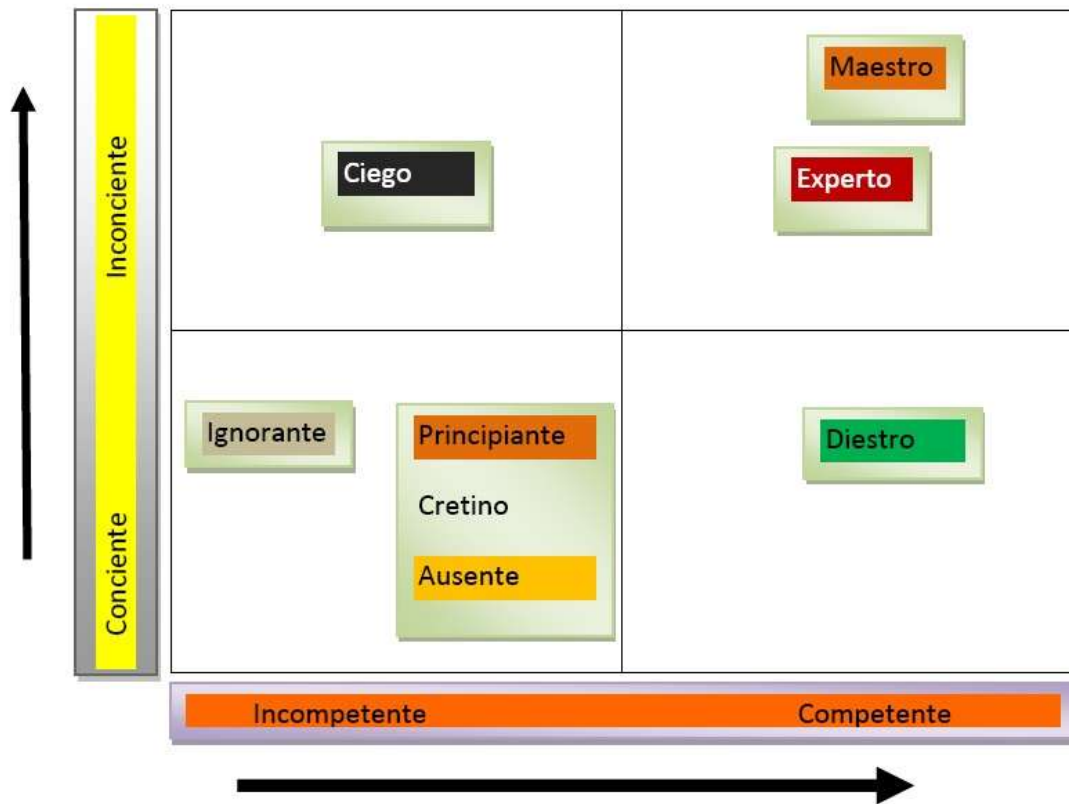 Maestro
Ciego
Experto
Inconciente
Ignorante
Principiante
Diestro
Cretino
Ausente
Conciente
Incompetente
Competente